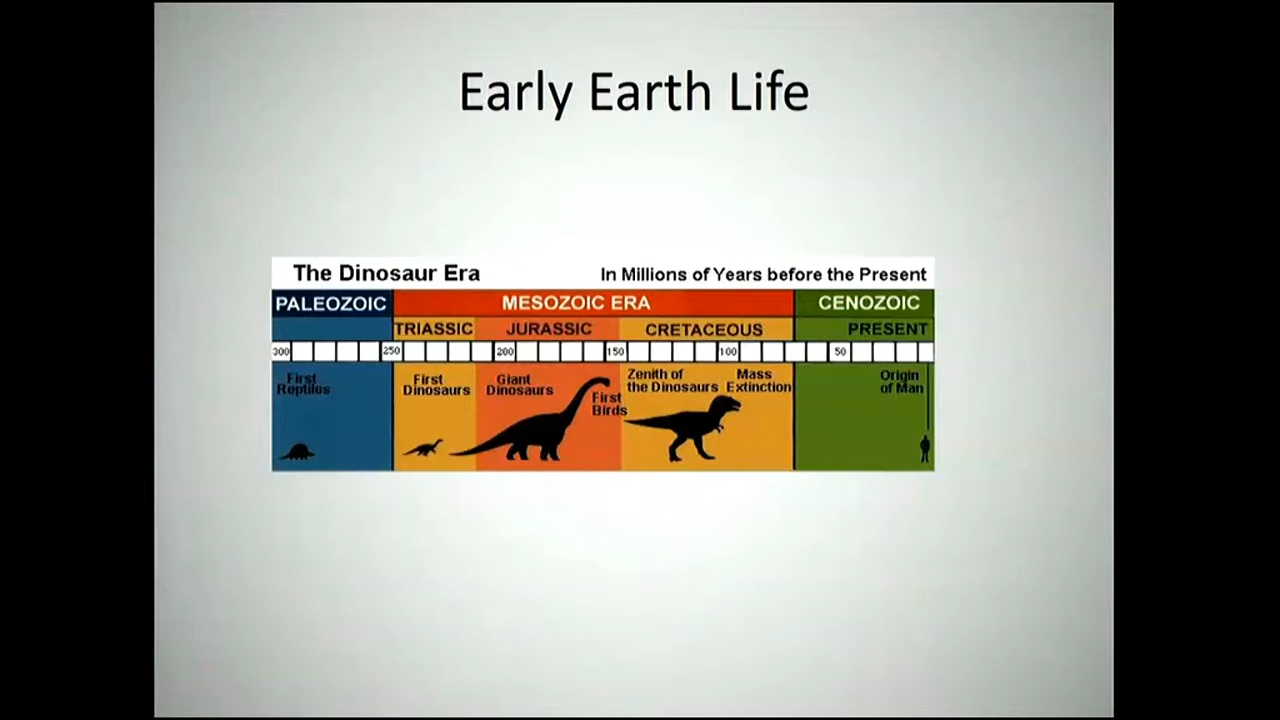 Early Earth Life
The Dinosaur Era In Millions of Years before the Present
PALEOZOIC MESOZOIC ERA CENOZOIC
TRIASSIC JURASSIC CRETACEOUS PRESENT
300 250 200 150 100 50
First
Reptiles
First
Dinosaurs
Giant
Dinosaurs
First
Birds
Zenith of
the Dinosaurs
Mass
Extinction
Origin
of Man